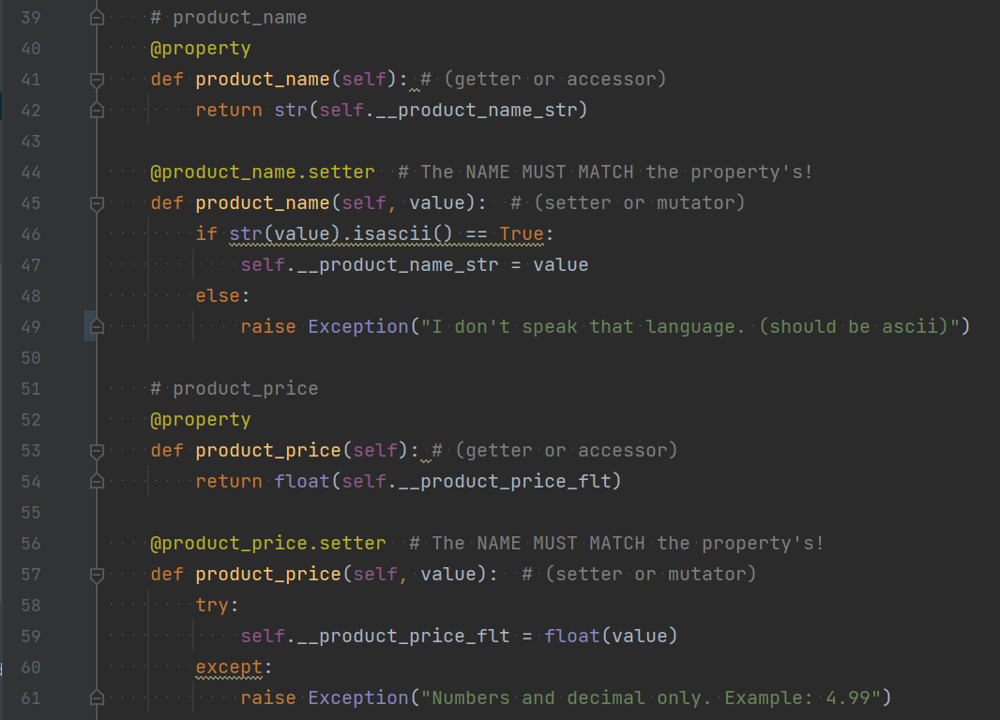 39 # product_name
40 @property
41 def product_name(self): # (getter or accessor)
42 return str(self.__product_name_str)
43
44 @product_name.setter  # The NAME MUST MATCH the property's!
45 def product_name(self, value):  # (setter or mutator)
46 if str(value).isascii() == True:
47 self.__product_name_str = value
48 else:
49 raise Exception("I don't speak that language. (should be ascii)")
50
51 # product_price
52 @property
53 def product_price(self): # (getter or accessor)
54 return float(self.__product_price_flt)
55
56 @product_price.setter  # The NAME MUST MATCH the property's!
57 def product_price(self, value):  # (setter or mutator)
58 try:
59 self.__product_price_flt = float(value)
60 except:
61 raise Exception("Numbers and decimal only. Example: 4.99")